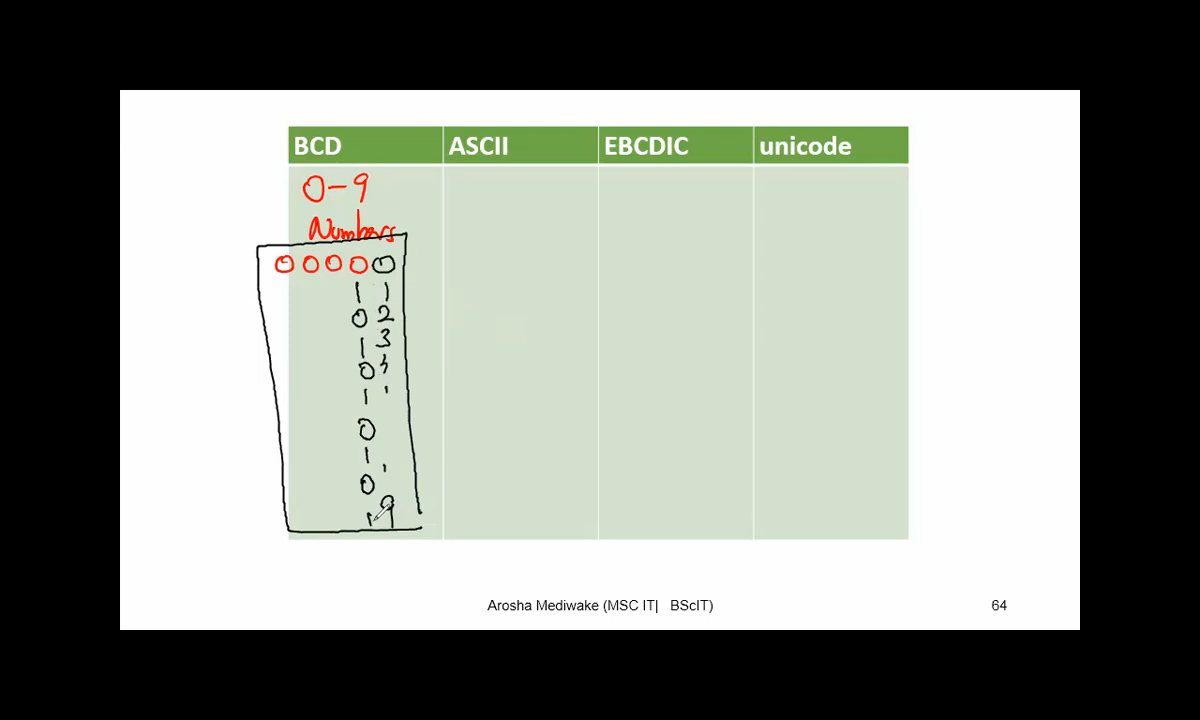 BCD ASCII EBCDIC unicode
0-9
Numbers
0 0 0 0 0
1 1
0 2
1 3
0
1
0
1
0
1 9
Arosha Mediwake (MSC IT| BScIT) 64